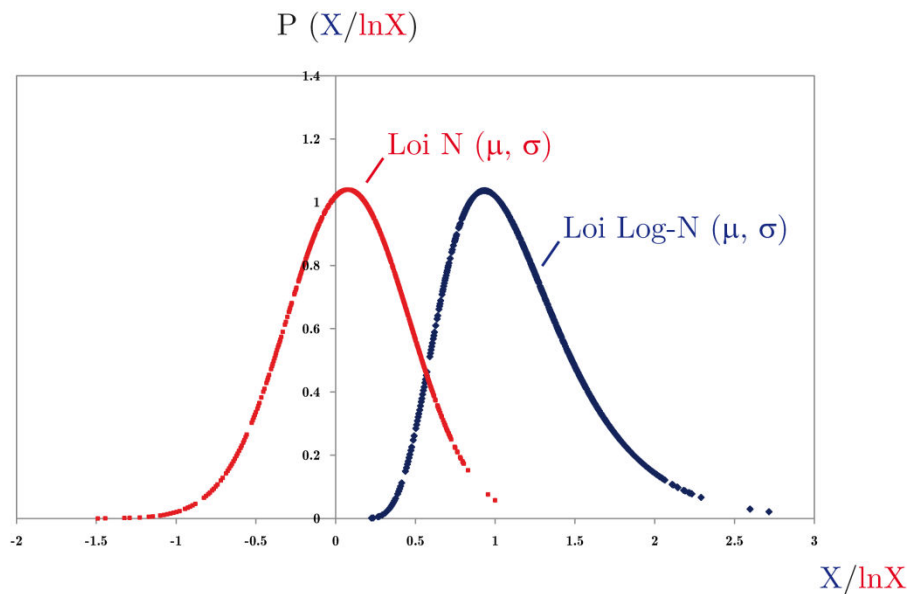 P (X/lnX)
1.4
1.2
Loi N (μ, σ)
1
Loi Log-N (μ, σ)
0.8
0.6
0.4
0.2
0
-2 -1.5 -1 -0.5 0 0.5 1 1.5 2 2.5 3
X/lnX